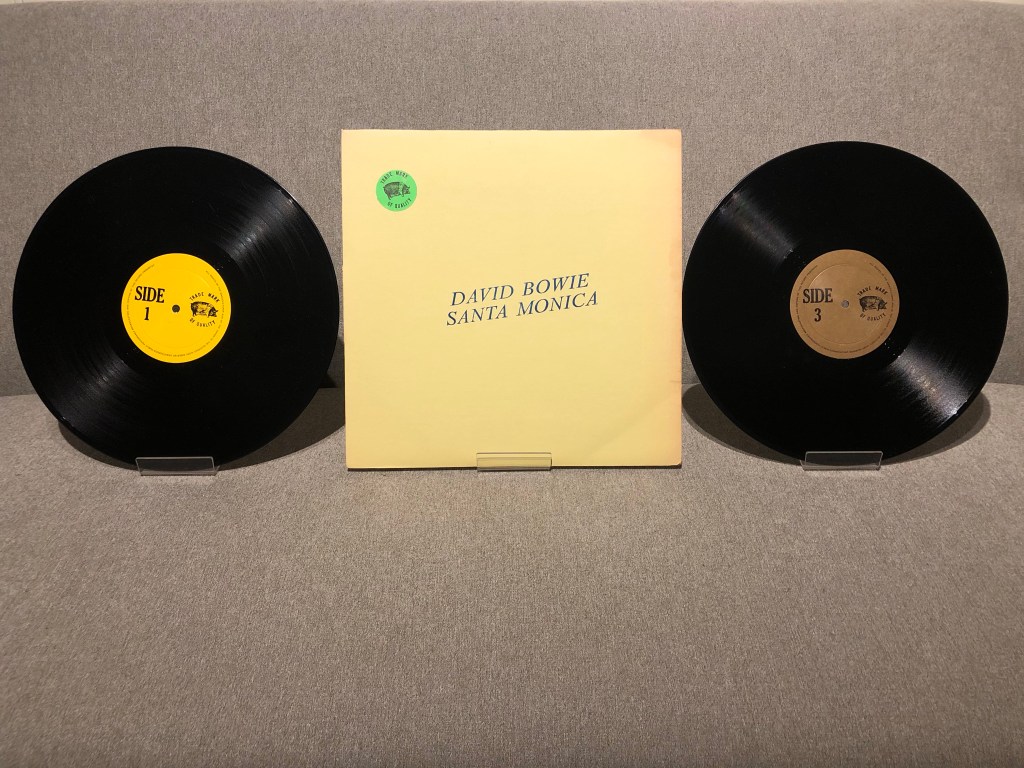 SIDE
1
TRADE MARK
OF QUALITY
TRADE MARK
OF QUALITY
DAVID BOWIE
SANTA MONICA
SIDE
3
TRADE MARK
OF QUALITY